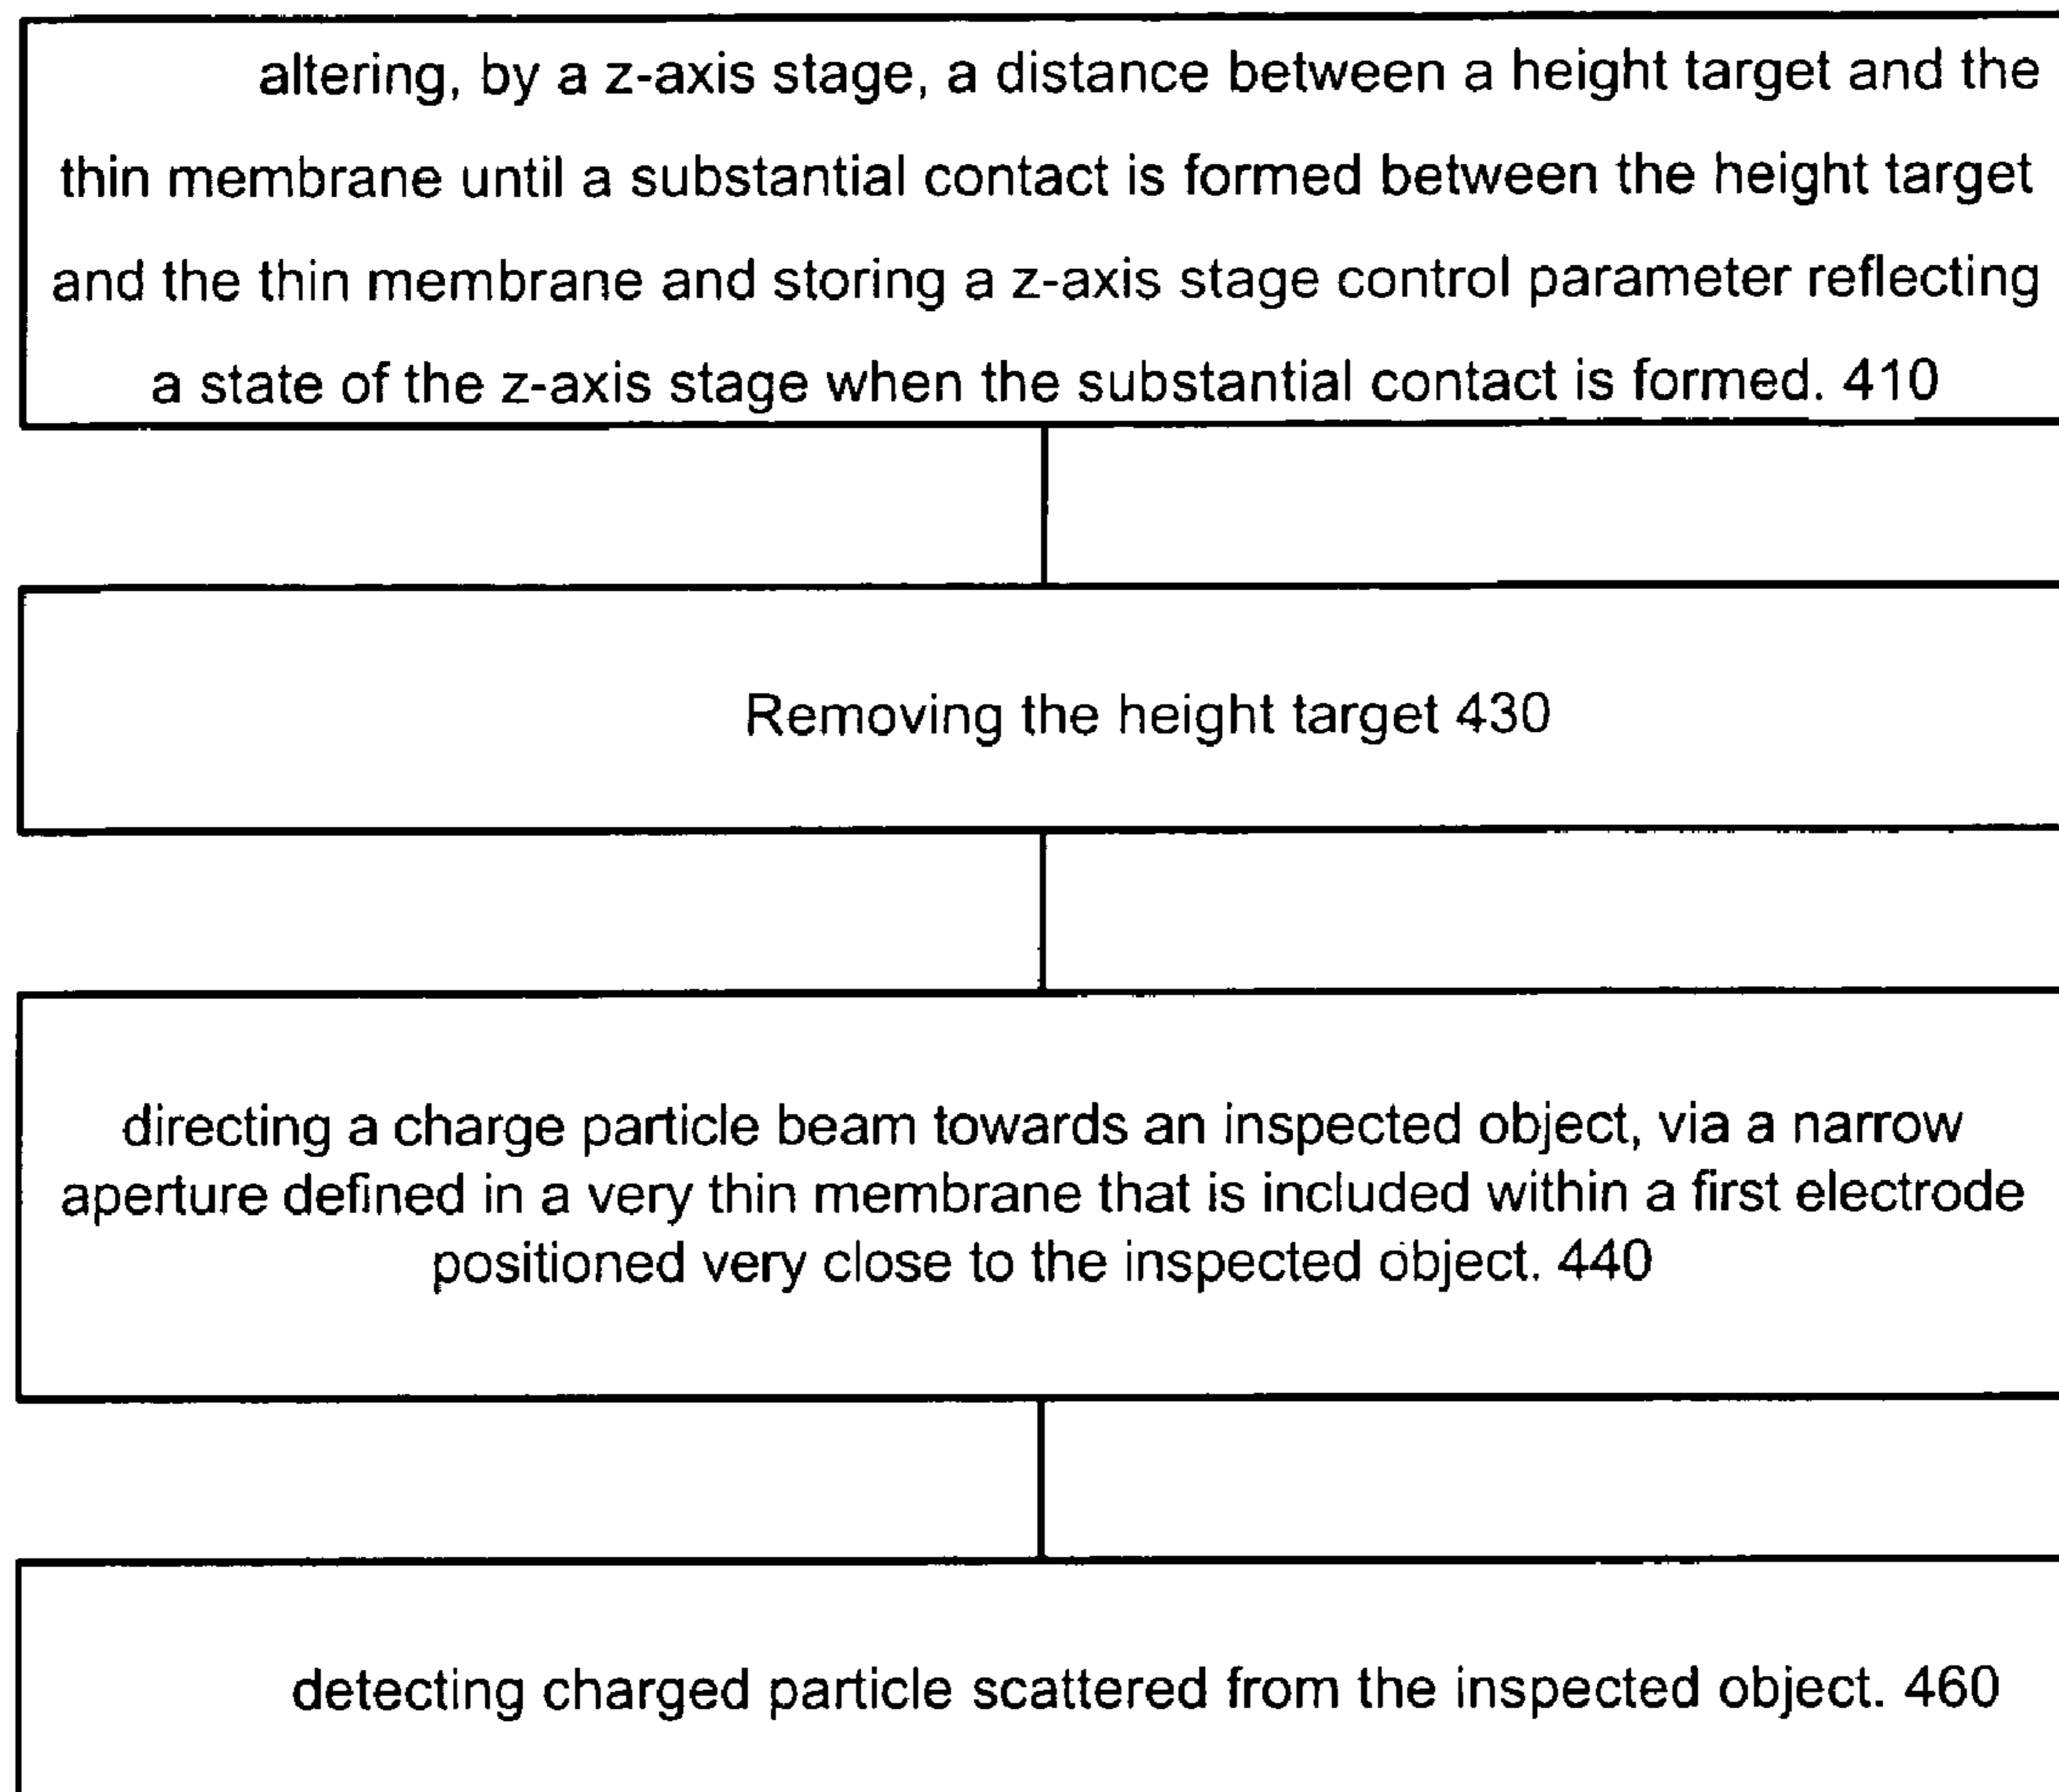 altering, by a z-axis stage, a distance between a height target and the
thin membrane until a substantial contact is formed between the height target
and the thin membrane and storing a z-axis stage control parameter reflecting
a state of the z-axis stage when the substantial contact is formed. 410
Removing the height target 430
directing a charge particle beam towards an inspected object, via a narrow
aperture defined in a very thin membrane that is included within a first electrode
positioned very close to the inspected object. 440
detecting charged particle scattered from the inspected object. 460